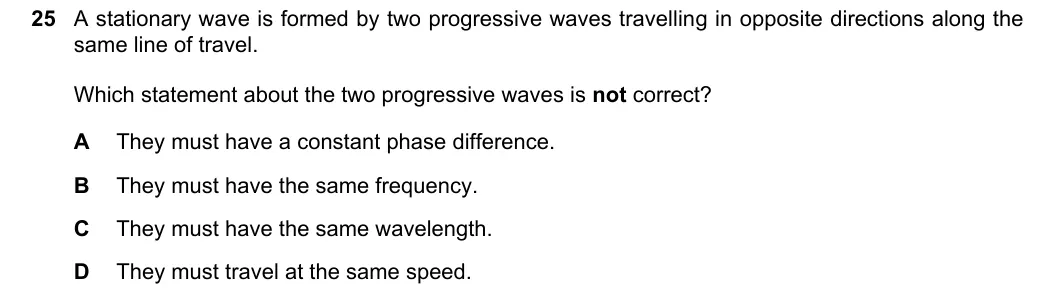 25 A stationary wave is formed by two progressive waves travelling in opposite directions along the
same line of travel.
Which statement about the two progressive waves is not correct?
A They must have a constant phase difference.
B They must have the same frequency.
C They must have the same wavelength.
D They must travel at the same speed.